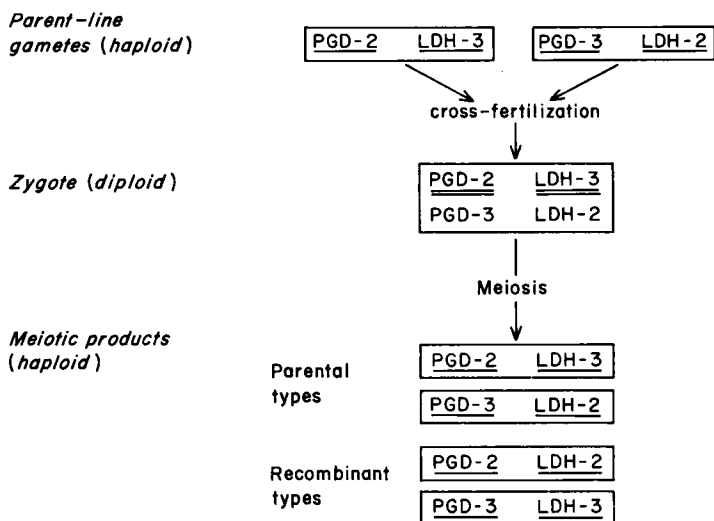 Parent-line
gametes (haploid)
PGD-2 LDH-3
PGD-3 LDH-2
cross-fertilization
Zygote (diploid)
PGD-2 LDH-3
PGD-3 LDH-2
Meiosis
Meiotic products
(haploid)
Parental
types
PGD-2 LDH-3
PGD-3 LDH-2
Recombinant
types
PGD-2 LDH-2
PGD-3 LDH-3